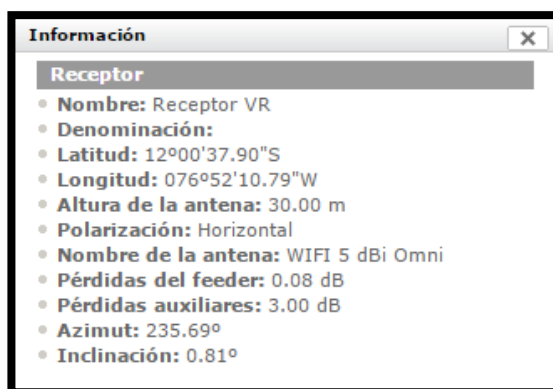 Información
Receptor
Nombre: Receptor VR
Denominación:
Latitud: 12º00'37.90"S
Longitud: 076º52'10.79"W
Altura de la antena: 30.00 m
Polarización: Horizontal
Nombre de la antena: WIFI 5 dBi Omni
Pérdidas del feeder: 0.08 dB
Pérdidas auxiliares: 3.00 dB
Azimut: 235.69º
Inclinación: 0.81º